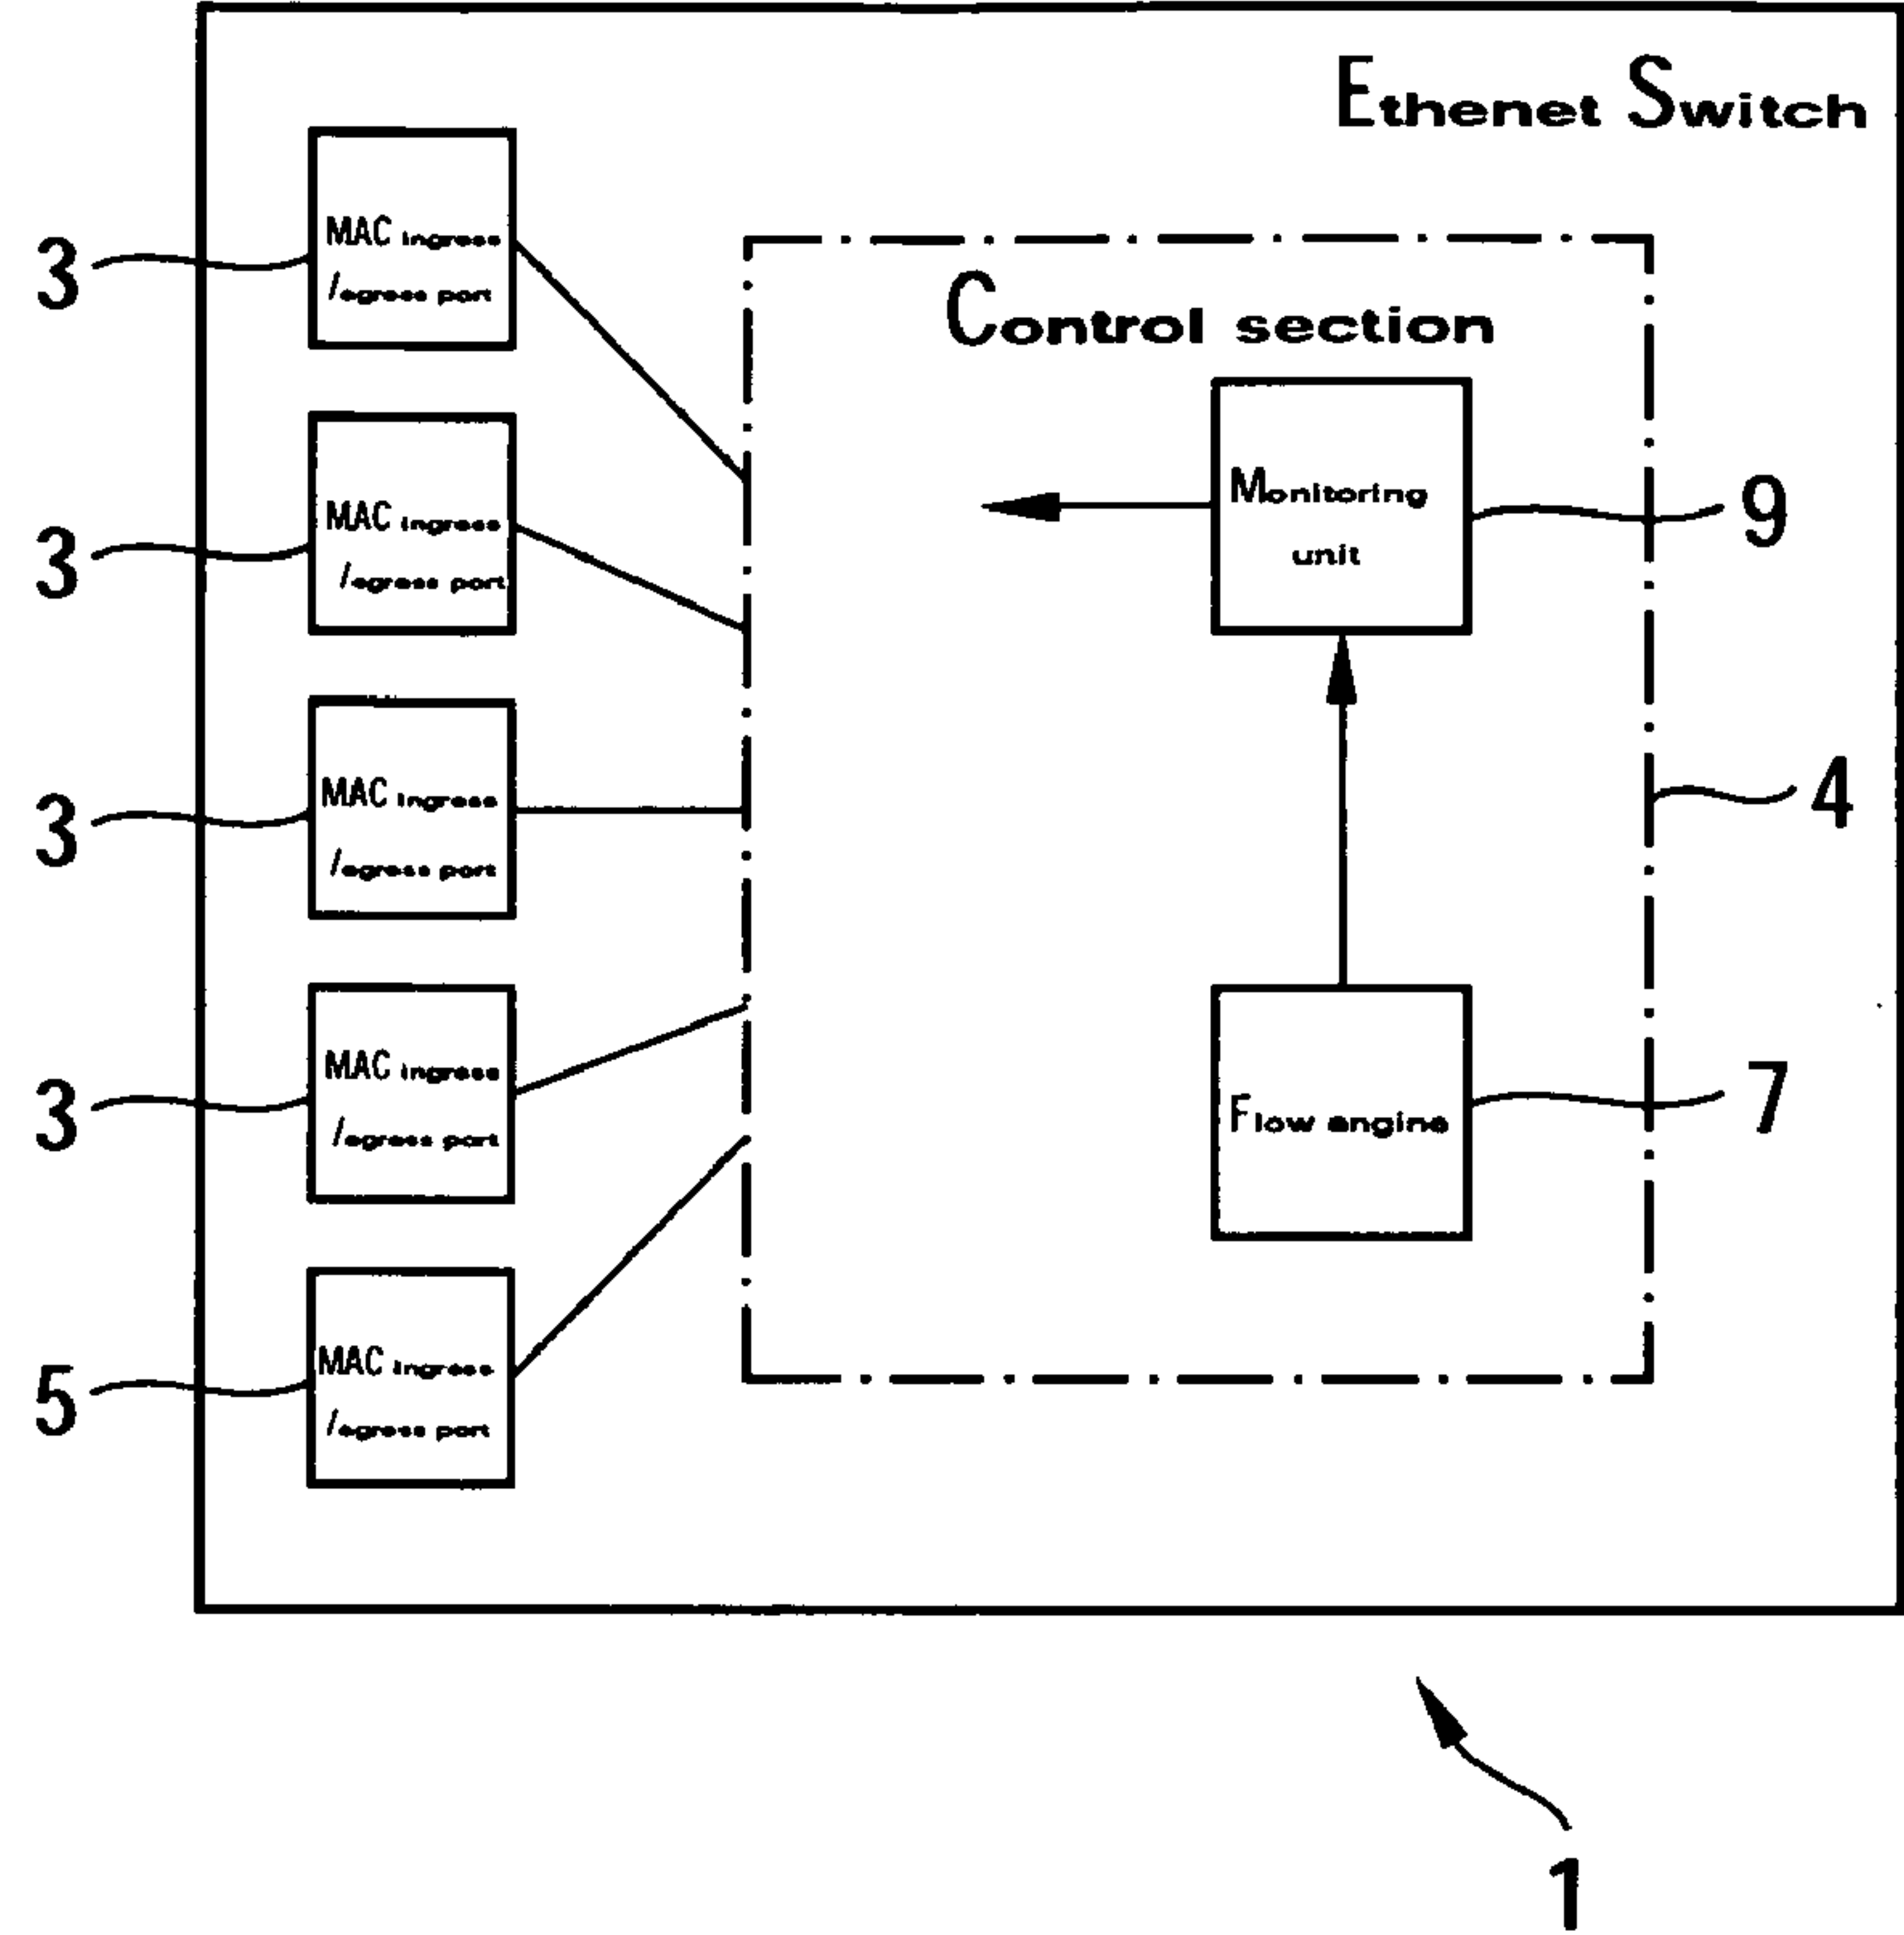 Ethenet Switch
3
MAC ingress
/egress port
Control section
3
MAC ingress
/egress port
Monitoring
unit
9
3
MAC ingress
/egress port
4
3
MAC ingress
/egress port
Flow engine
7
5
MAC ingress
/egress port
1